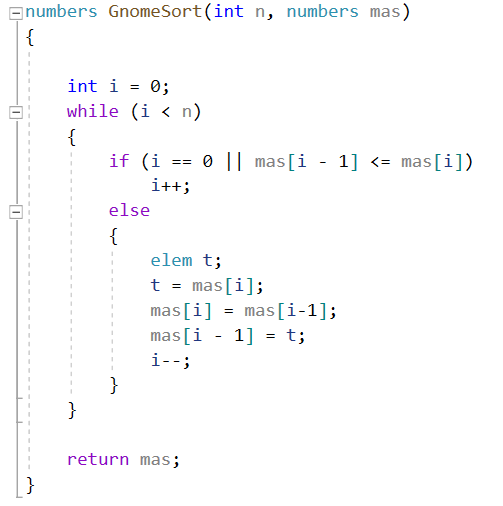 numbers GnomeSort(int n, numbers mas)
{
int i = 0;
while (i < n)
{
if (i == 0 || mas[i - 1] <= mas[i])
i++;
else
{
elem t;
t = mas[i];
mas[i] = mas[i-1];
mas[i - 1] = t;
i--;
}
}
return mas;
}